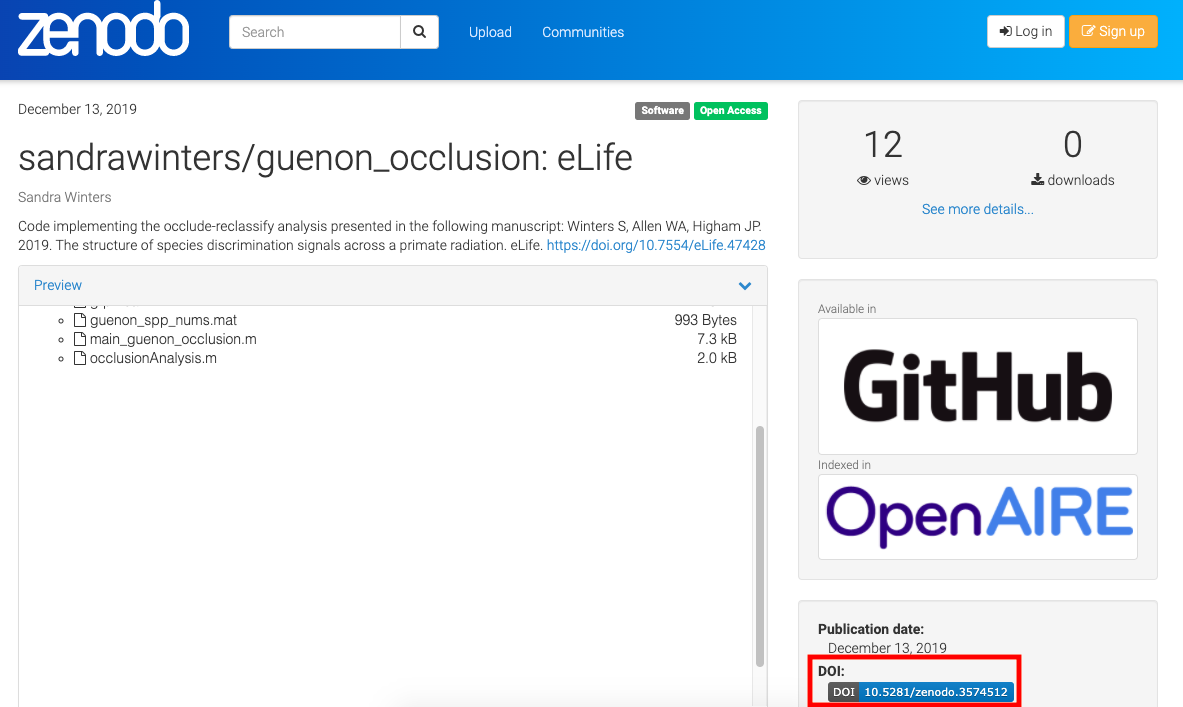 zenodo
Search
Upload
Communities
Log in
Sign up
December 13, 2019
Software
Open Access
sandrawinters/guenon_occlusion: eLife
Sandra Winters
Code implementing the occlude-reclassify analysis presented in the following manuscript: Winters S, Allen WA, Higham JP.
2019. The structure of species discrimination signals across a primate radiation. eLife. https://doi.org/10.7554/eLife.47428
Preview
guenon_spp_nums.mat 993 Bytes
main_guenon_occlusion.m 7.3 kB
occlusionAnalysis.m 2.0 kB
12
views
0
downloads
See more details...
Available in
GitHub
Indexed in
OpenAIRE
Publication date:
December 13, 2019
DOI:
DOI 10.5281/zenodo.3574512